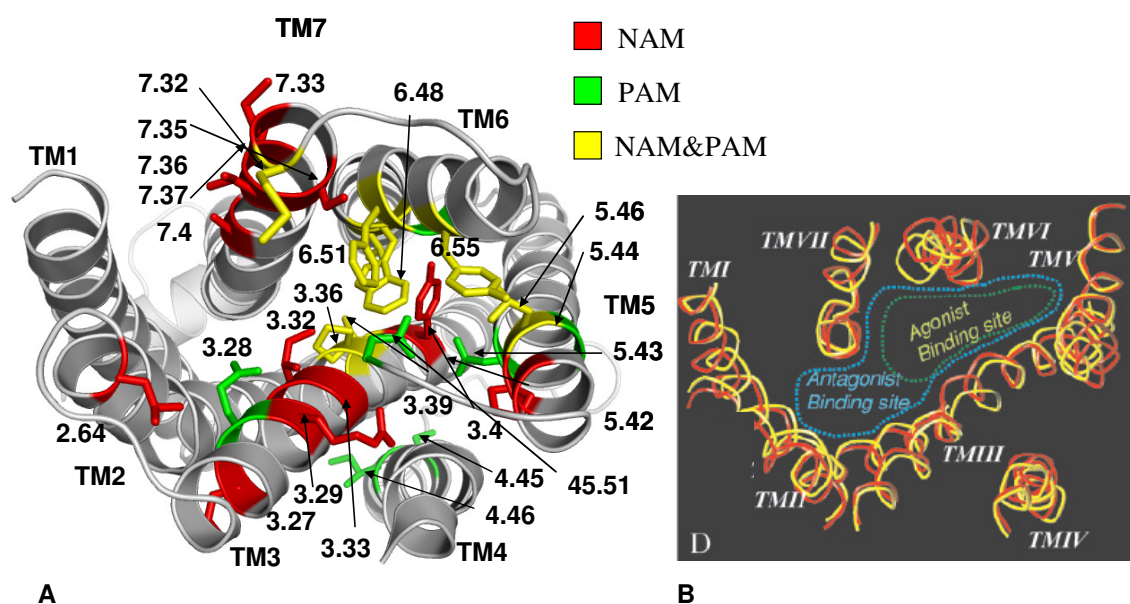 TM7
NAM
PAM
NAM&PAM
7.32
7.33
6.48
TM6
7.35
TM1
7.36
7.37
7.4
6.51
6.55
5.46
5.44
TM5
3.36
3.32
3.28
5.43
3.39
3.4
5.42
2.64
TM2
3.29
3.27
3.33
4.45
4.46
45.51
TM3
TM4
A
TMVII
TMVI
TMV
TMI
Agonist
Binding site
Antagonist
Binding site
TMIII
TMII
TMIV
D
B